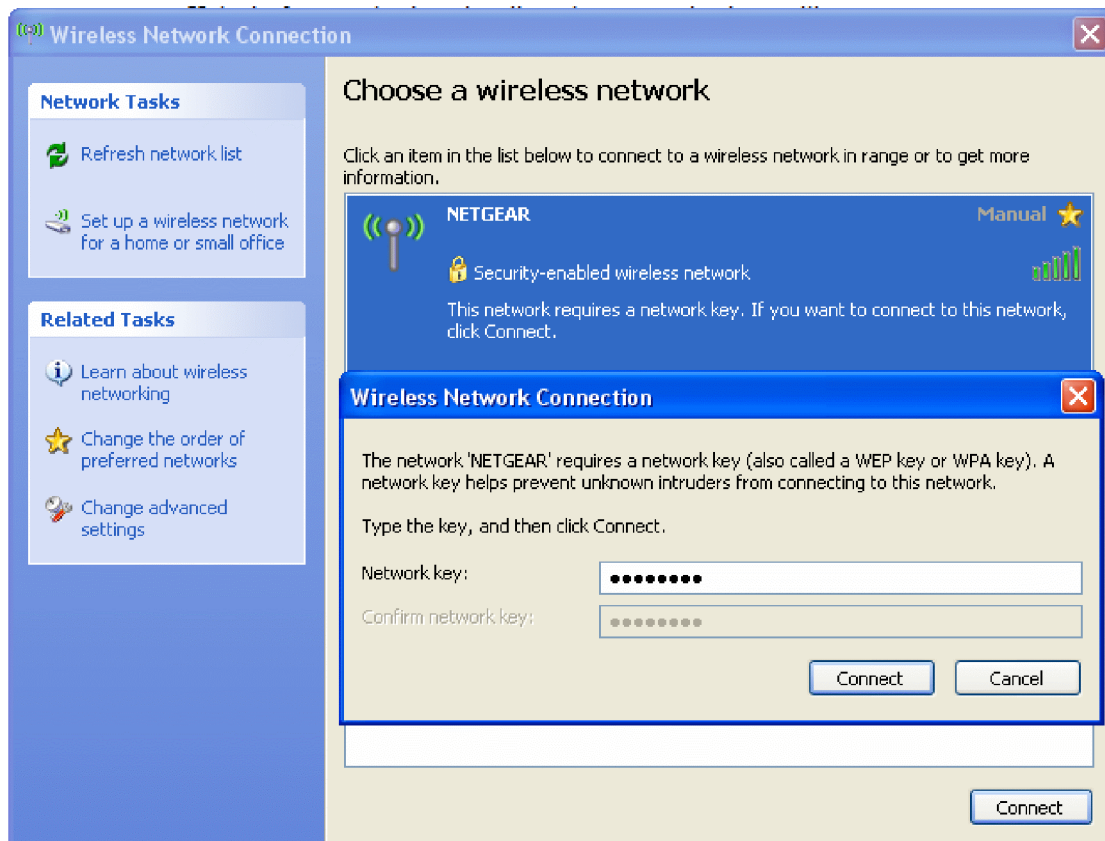 Wireless Network Connection
Network Tasks
Refresh network list
Set up a wireless network
for a home or small office
Related Tasks
Learn about wireless
networking
Change the order of
preferred networks
Change advanced
settings
Choose a wireless network
Click an item in the list below to connect to a wireless network in range or to get more
information.
NETGEAR
Manual
Security-enabled wireless network
This network requires a network key. If you want to connect to this network,
click Connect.
Wireless Network Connection
The network 'NETGEAR' requires a network key (also called a WEP key or WPA key). A
network key helps prevent unknown intruders from connecting to this network.
Type the key, and then click Connect.
Network key: ●●●●●●●●
Confirm network key: ●●●●●●●●
Connect
Cancel
Connect